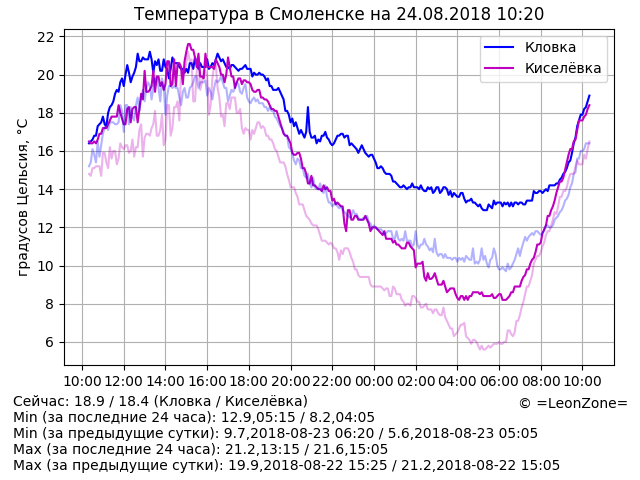 Температура в Смоленске на 24.08.2018 10:20
Кловка
Киселёвка
градусов Цельсия, °C
22
20
18
16
14
12
10
8
6
10:00 12:00 14:00 16:00 18:00 20:00 22:00 00:00 02:00 04:00 06:00 08:00 10:00
Сейчас: 18.9 / 18.4 (Кловка / Киселёвка)
© =LeonZone=
Min (за последние 24 часа): 12.9,05:15 / 8.2,04:05
Min (за предыдущие сутки): 9.7,2018-08-23 06:20 / 5.6,2018-08-23 05:05
Max (за последние 24 часа): 21.2,13:15 / 21.6,15:05
Max (за предыдущие сутки): 19.9,2018-08-22 15:25 / 21.2,2018-08-22 15:05